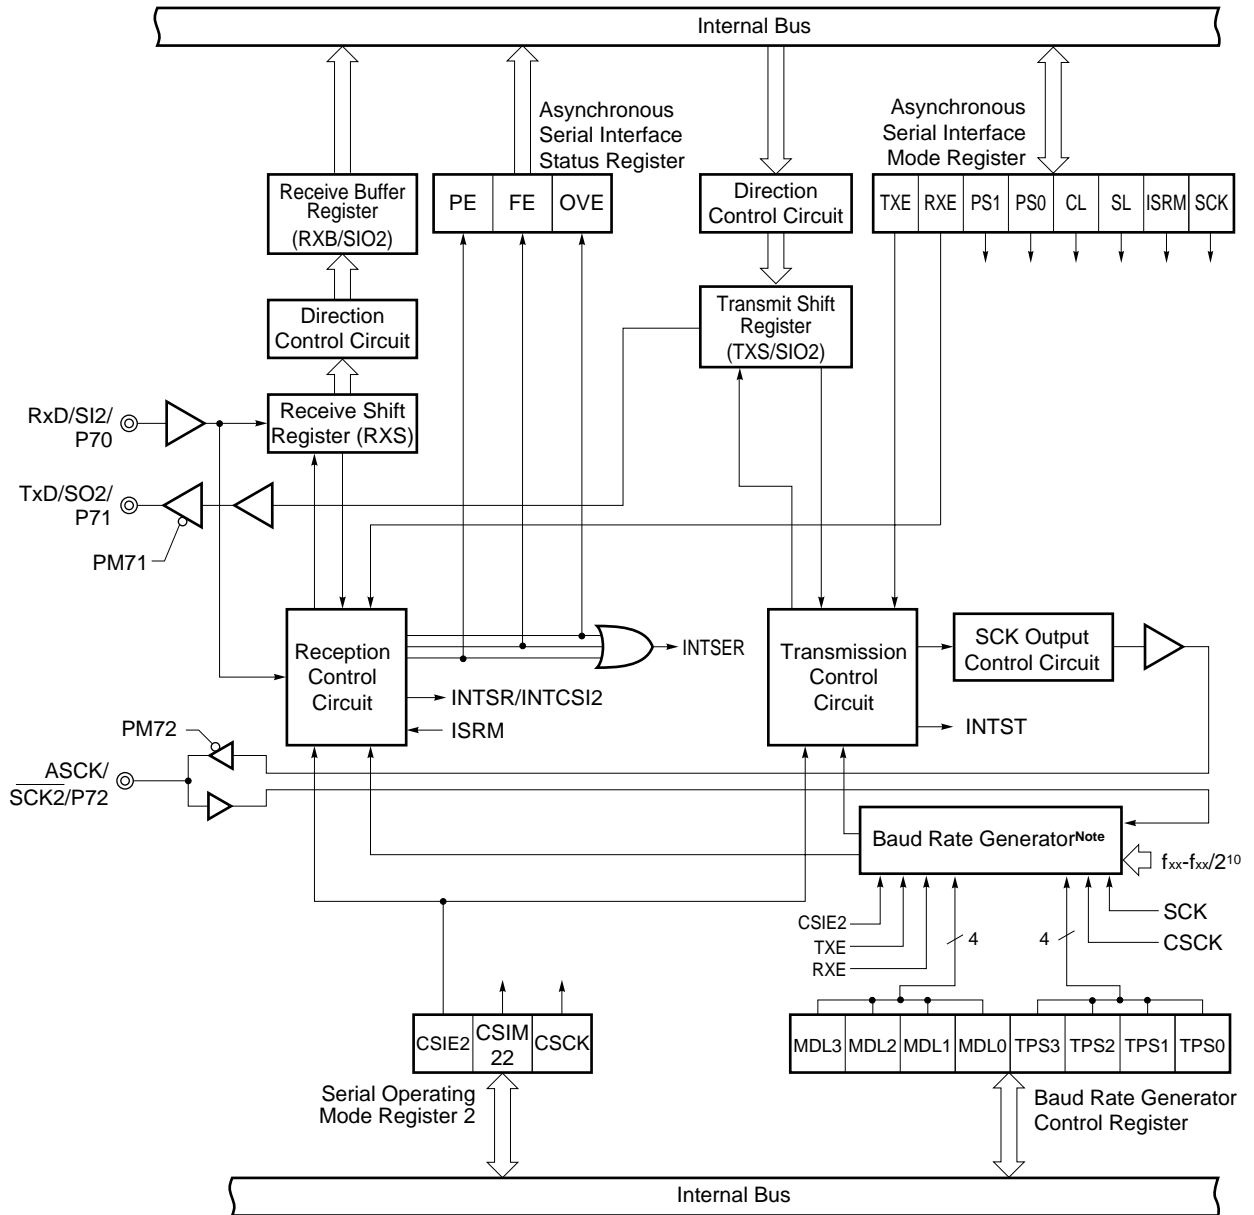 Internal Bus
Asynchronous
Serial Interface
Status Register
Asynchronous
Serial Interface
Mode Register
Receive Buffer
Register
(RXB/SIO2)
PE FE OVE
Direction
Control Circuit
TXE RXE PS1 PS0 CL SL ISRM SCK
Direction
Control Circuit
Transmit Shift
Register
(TXS/SIO2)
RxD/SI2/
P70
Receive Shift
Register (RXS)
TxD/SO2/
P71
PM71
Reception
Control
Circuit
INTSER
INTSR/INTCSI2
ISRM
Transmission
Control
Circuit
SCK Output
Control Circuit
INTST
PM72
ASCK/
SCK2/P72
Baud Rate Generator Note
fxx-fxx/2¹⁰
CSIE2
TXE
RXE
4
4
SCK
CSCK
CSIE2 CSIM 22 CSCK
MDL3 MDL2 MDL1 MDL0 TPS3 TPS2 TPS1 TPS0
Serial Operating
Mode Register 2
Baud Rate Generator
Control Register
Internal Bus